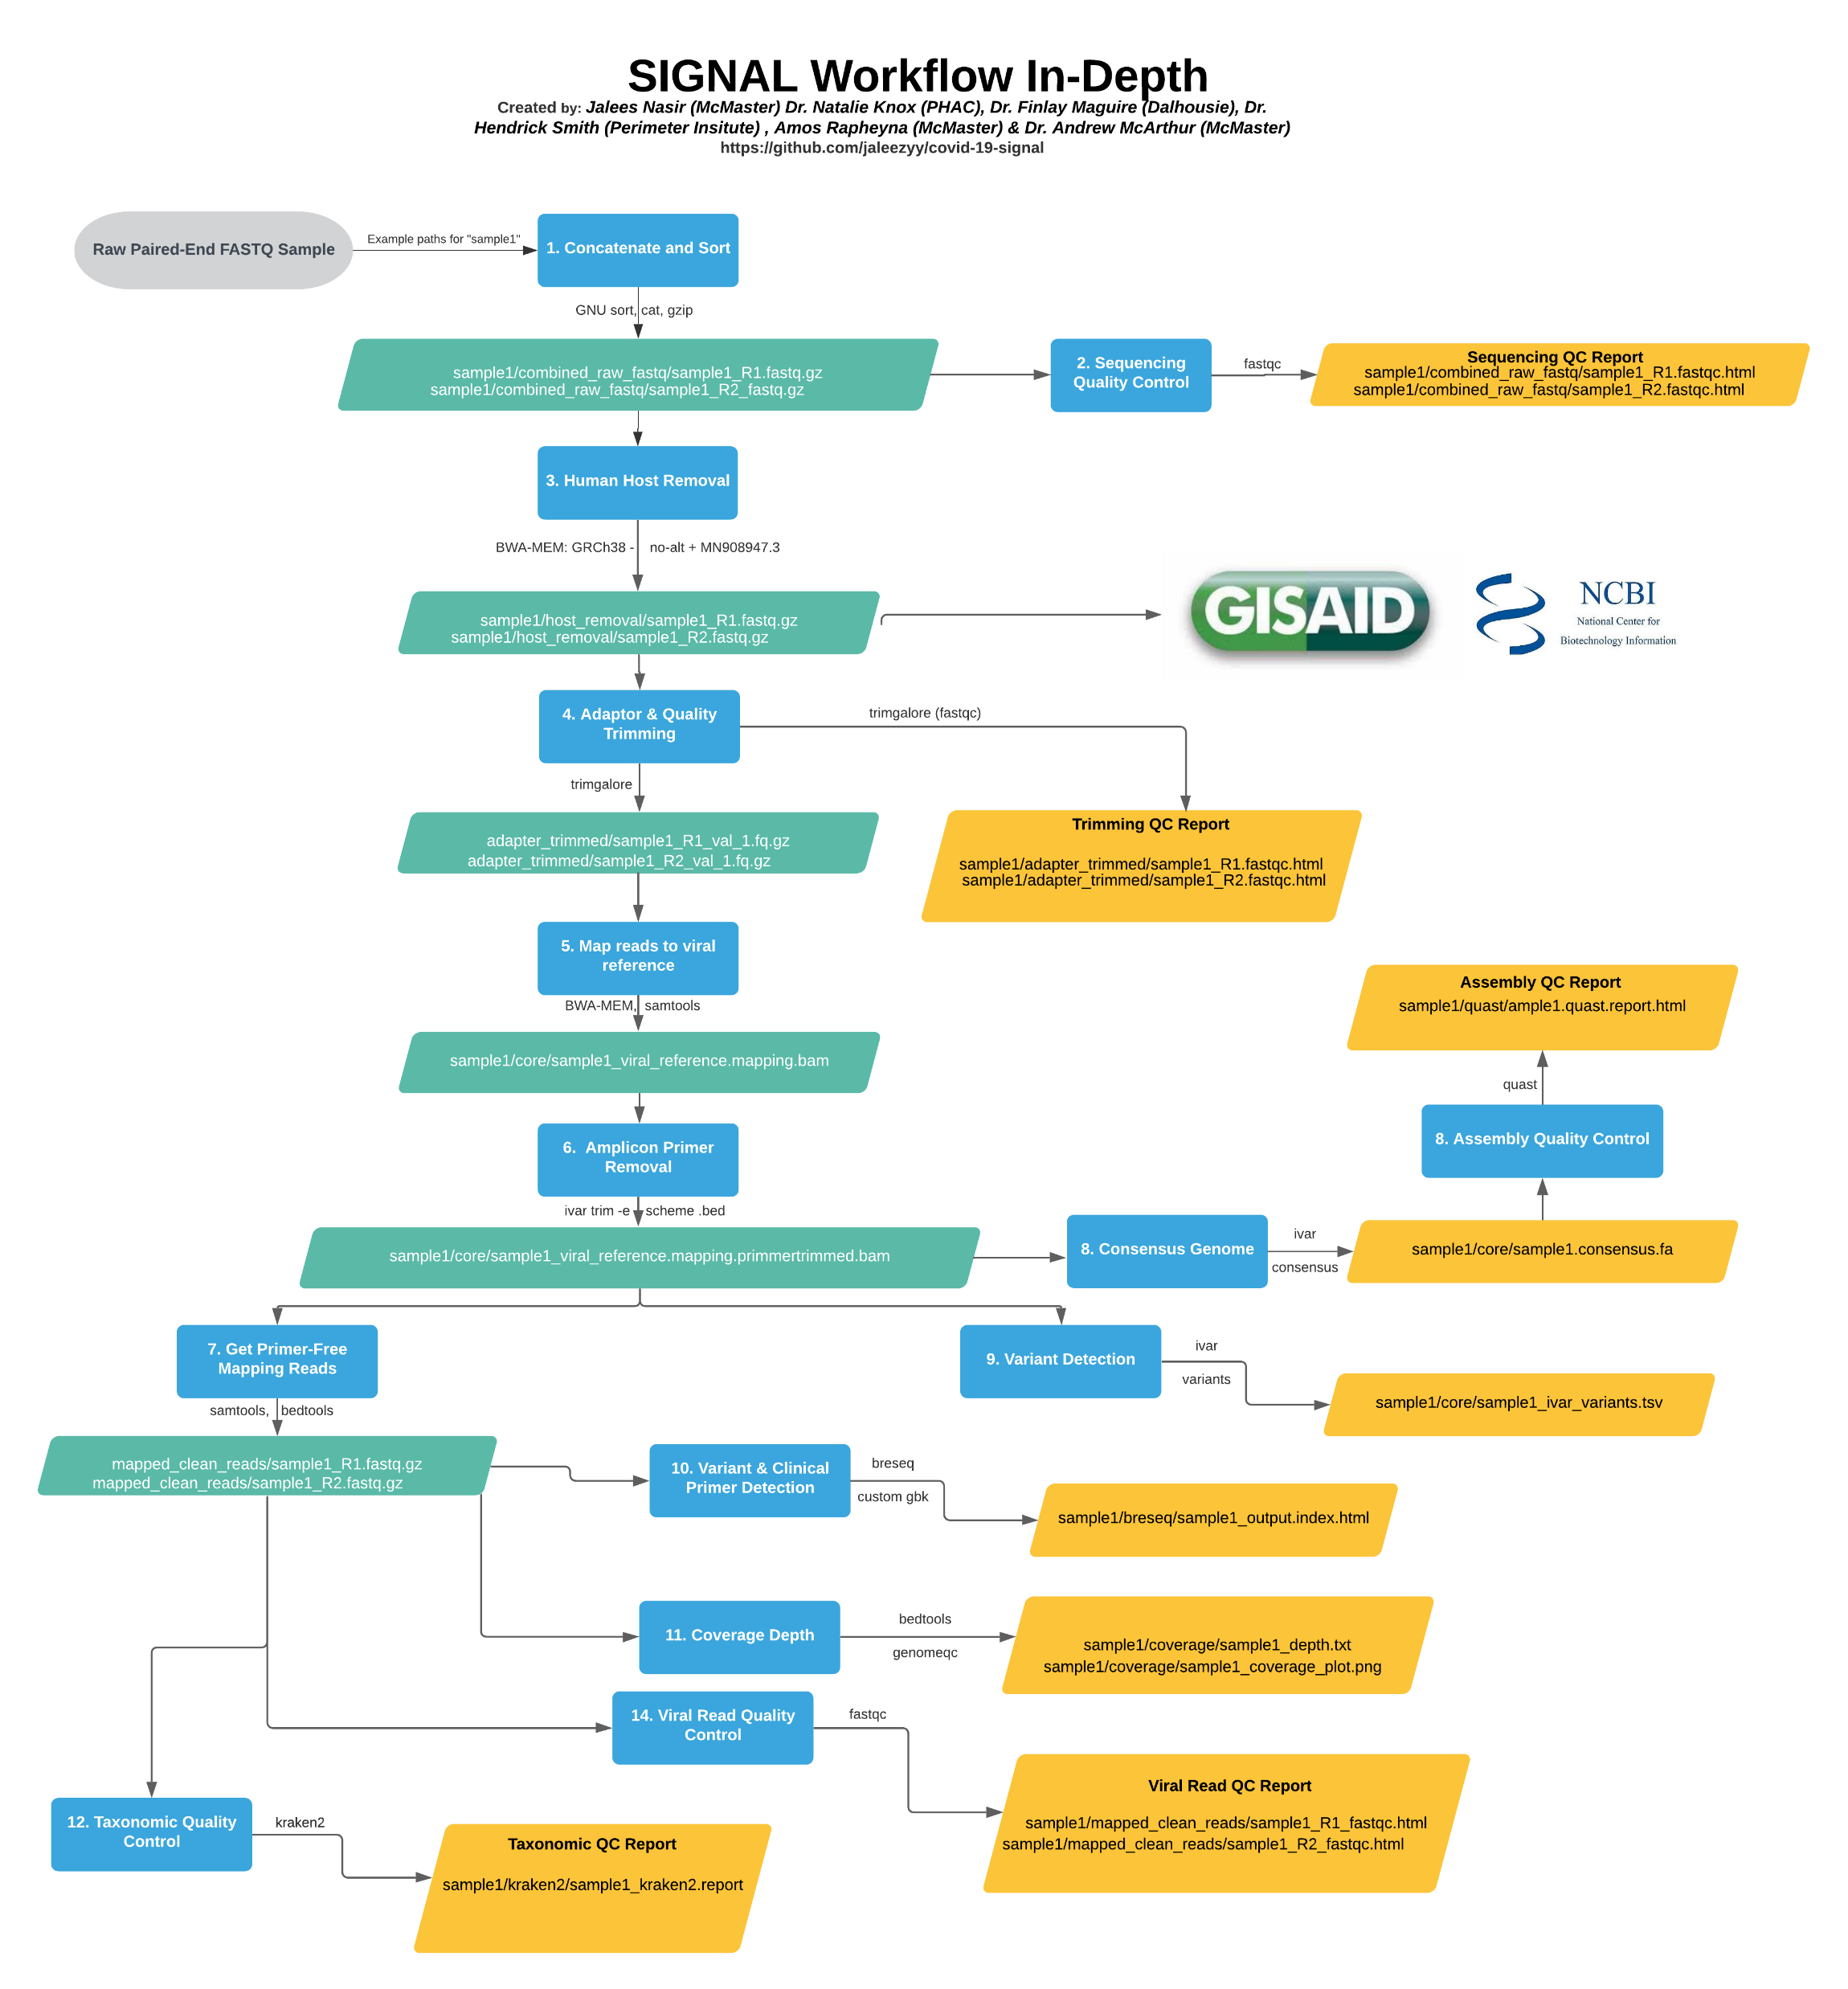 SIGNAL Workflow In-Depth
Created by: Jalees Nasir (McMaster) Dr. Natalie Knox (PHAC), Dr. Finlay Maguire (Dalhousie), Dr.
Hendrick Smith (Perimeter Insitute) , Amos Rapheyna (McMaster) & Dr. Andrew McArthur (McMaster)
https://github.com/jaleezyy/covid-19-signal
Raw Paired-End FASTQ Sample
Example paths for "sample1"
1. Concatenate and Sort
GNU sort, cat, gzip
sample1/combined_raw_fastq/sample1_R1.fastq.gz
sample1/combined_raw_fastq/sample1_R2_fastq.gz
2. Sequencing
Quality Control
fastqc
Sequencing QC Report
sample1/combined_raw_fastq/sample1_R1.fastqc.html
sample1/combined_raw_fastq/sample1_R2.fastqc.html
3. Human Host Removal
BWA-MEM: GRCh38 - no-alt + MN908947.3
sample1/host_removal/sample1_R1.fastq.gz
sample1/host_removal/sample1_R2.fastq.gz
GISAID
NCBI
National Center for
Biotechnology Information
4. Adaptor & Quality
Trimming
trimgalore (fastqc)
trimgalore
adapter_trimmed/sample1_R1_val_1.fq.gz
adapter_trimmed/sample1_R2_val_1.fq.gz
Trimming QC Report
sample1/adapter_trimmed/sample1_R1.fastqc.html
sample1/adapter_trimmed/sample1_R2.fastqc.html
5. Map reads to viral
reference
BWA-MEM, samtools
sample1/core/sample1_viral_reference.mapping.bam
Assembly QC Report
sample1/quast/ample1.quast.report.html
quast
8. Assembly Quality Control
6. Amplicon Primer
Removal
ivar trim -e scheme .bed
sample1/core/sample1_viral_reference.mapping.primmertrimmed.bam
8. Consensus Genome
ivar
consensus
sample1/core/sample1.consensus.fa
7. Get Primer-Free
Mapping Reads
samtools, bedtools
9. Variant Detection
ivar
variants
sample1/core/sample1_ivar_variants.tsv
mapped_clean_reads/sample1_R1.fastq.gz
mapped_clean_reads/sample1_R2.fastq.gz
10. Variant & Clinical
Primer Detection
breseq
custom gbk
sample1/breseq/sample1_output.index.html
11. Coverage Depth
bedtools
genomeqc
sample1/coverage/sample1_depth.txt
sample1/coverage/sample1_coverage_plot.png
14. Viral Read Quality
Control
fastqc
Viral Read QC Report
sample1/mapped_clean_reads/sample1_R1_fastqc.html
sample1/mapped_clean_reads/sample1_R2_fastqc.html
12. Taxonomic Quality
Control
kraken2
Taxonomic QC Report
sample1/kraken2/sample1_kraken2.report